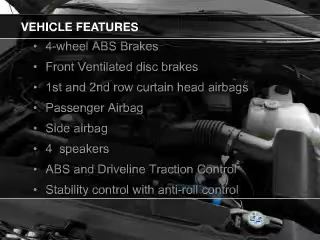 VEHICLE FEATURES
• 4-wheel ABS Brakes
• Front Ventilated disc brakes
• 1st and 2nd row curtain head airbags
• Passenger Airbag
• Side airbag
• 4  speakers
• ABS and Driveline Traction Control
• Stability control with anti-roll control